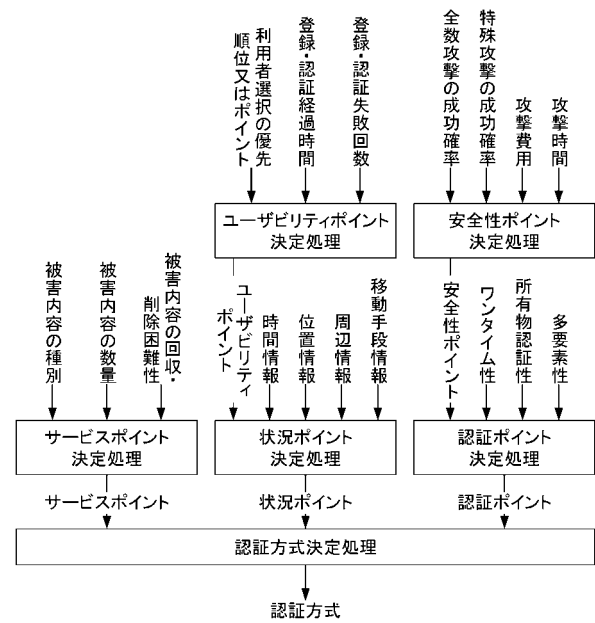 利用者選択の優先
順位又はポイント
登録・認証経過時間
登録・認証失敗回数
全数攻撃の成功確率
特殊攻撃の成功確率
攻撃費用
攻撃時間
ユーザビリティポイント
決定処理
安全性ポイント
決定処理
被害内容の種別
被害内容の数量
被害内容の回収・
削除困難性
ユーザビリティ
ポイント
時間情報
位置情報
周辺情報
移動手段情報
安全性ポイント
ワンタイム性
所有物認証性
多要素性
サービスポイント
決定処理
状況ポイント
決定処理
認証ポイント
決定処理
サービスポイント
状況ポイント
認証ポイント
認証方式決定処理
認証方式